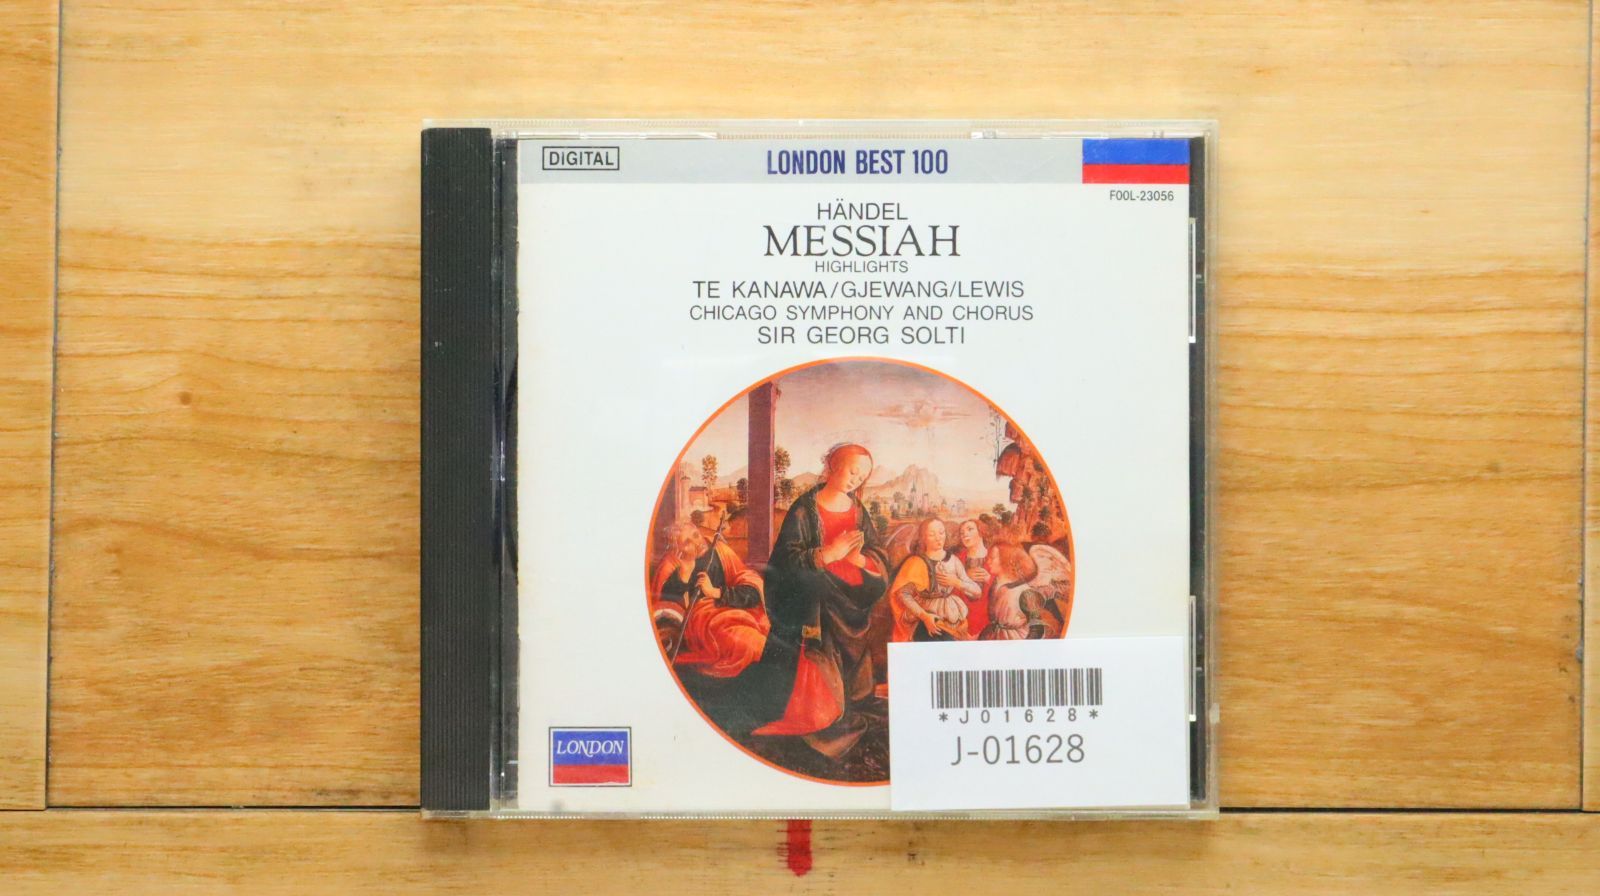 DIGITAL
LONDON BEST 100
F00L-23056
HÄNDEL
MESSIAH
HIGHLIGHTS
TE KANAWA/GJEWANG/LEWIS
CHICAGO SYMPHONY AND CHORUS
SIR GEORG SOLTI
LONDON
*J01628*
J-01628